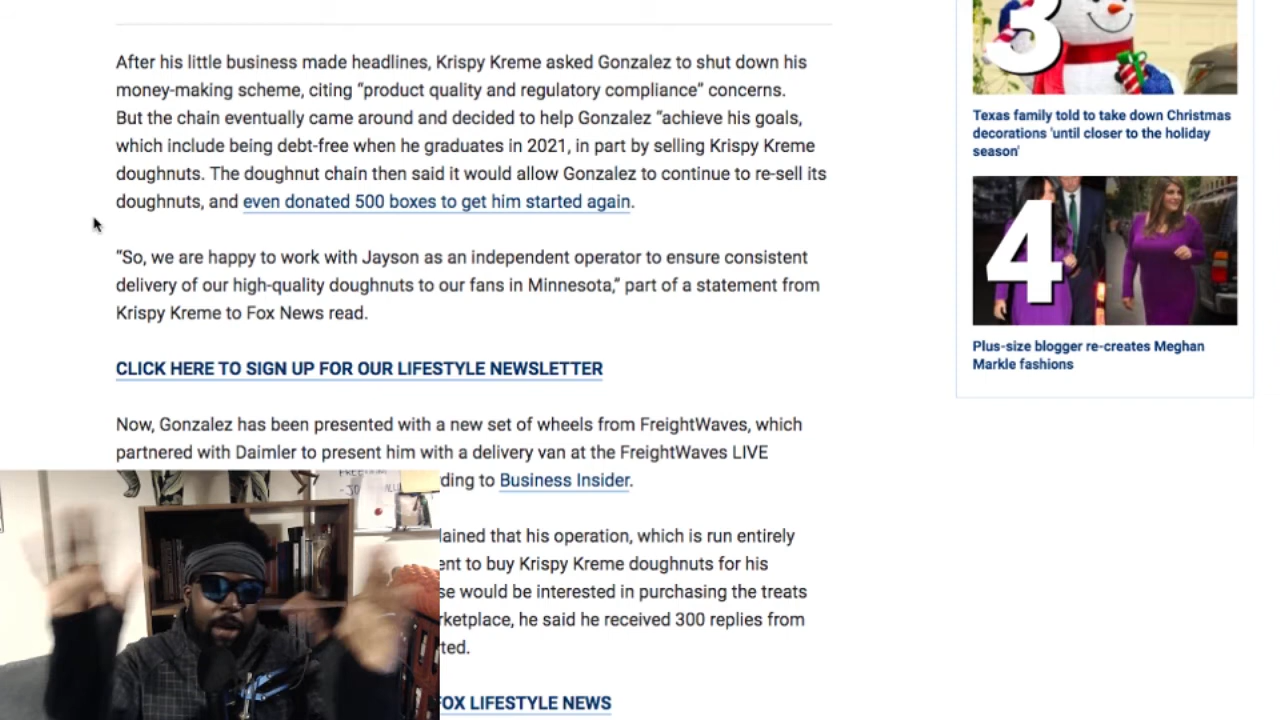 After his little business made headlines, Krispy Kreme asked Gonzalez to shut down his
money-making scheme, citing “product quality and regulatory compliance” concerns.
But the chain eventually came around and decided to help Gonzalez “achieve his goals,
which include being debt-free when he graduates in 2021, in part by selling Krispy Kreme
doughnuts. The doughnut chain then said it would allow Gonzalez to continue to re-sell its
doughnuts, and even donated 500 boxes to get him started again.
“So, we are happy to work with Jayson as an independent operator to ensure consistent
delivery of our high-quality doughnuts to our fans in Minnesota,” part of a statement from
Krispy Kreme to Fox News read.
CLICK HERE TO SIGN UP FOR OUR LIFESTYLE NEWSLETTER
Now, Gonzalez has been presented with a new set of wheels from FreightWaves, which
partnered with Daimler to present him with a delivery van at the FreightWaves LIVE
ding to Business Insider.
lained that his operation, which is run entirely
ent to buy Krispy Kreme doughnuts for his
se would be interested in purchasing the treats
rketplace, he said he received 300 replies from
ted.
FOX LIFESTYLE NEWS
3
Texas family told to take down Christmas
decorations 'until closer to the holiday
season'
4
Plus-size blogger re-creates Meghan
Markle fashions